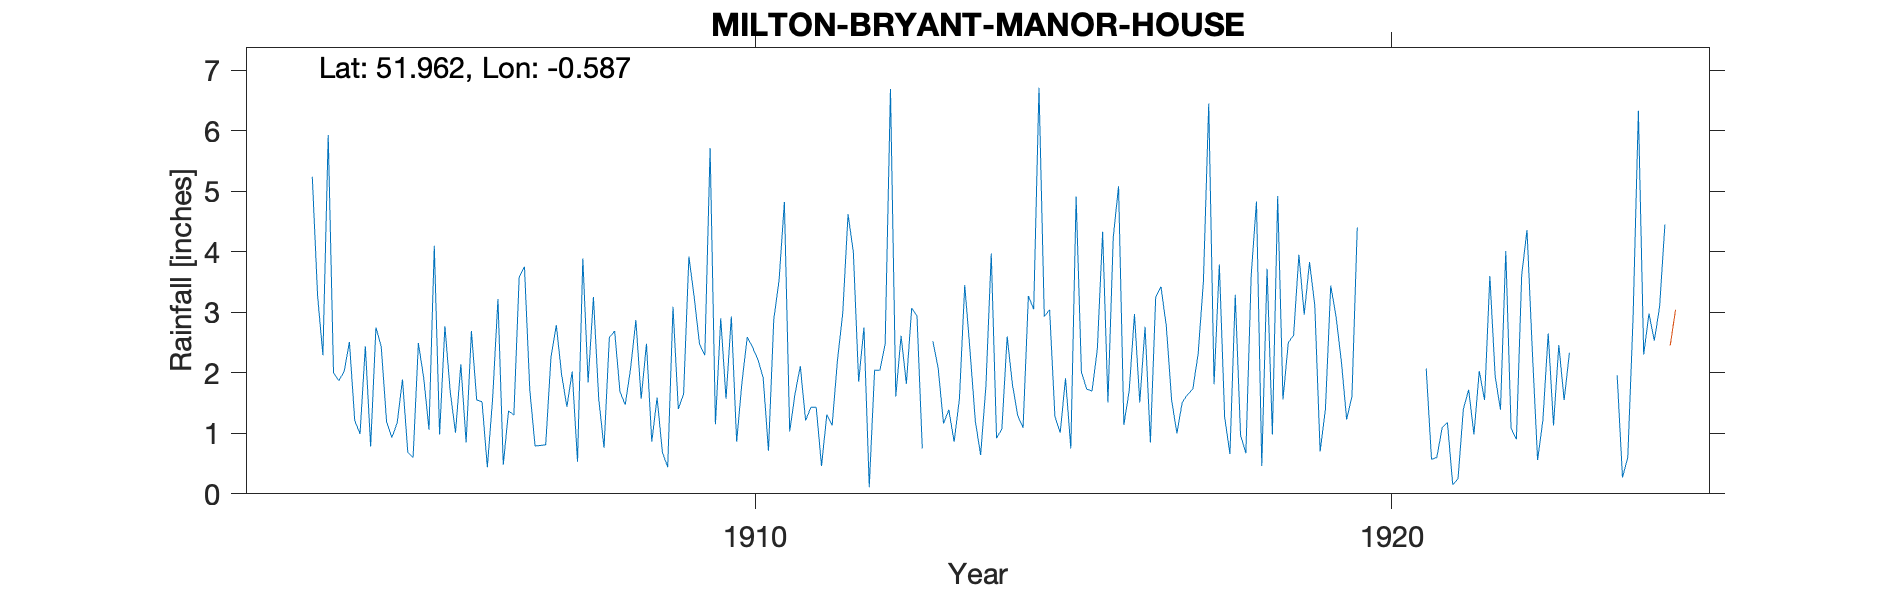 MILTON-BRYANT-MANOR-HOUSE
Lat: 51.962, Lon: -0.587
7
6
5
4
3
2
1
0
Rainfall [inches]
1910
1920
Year